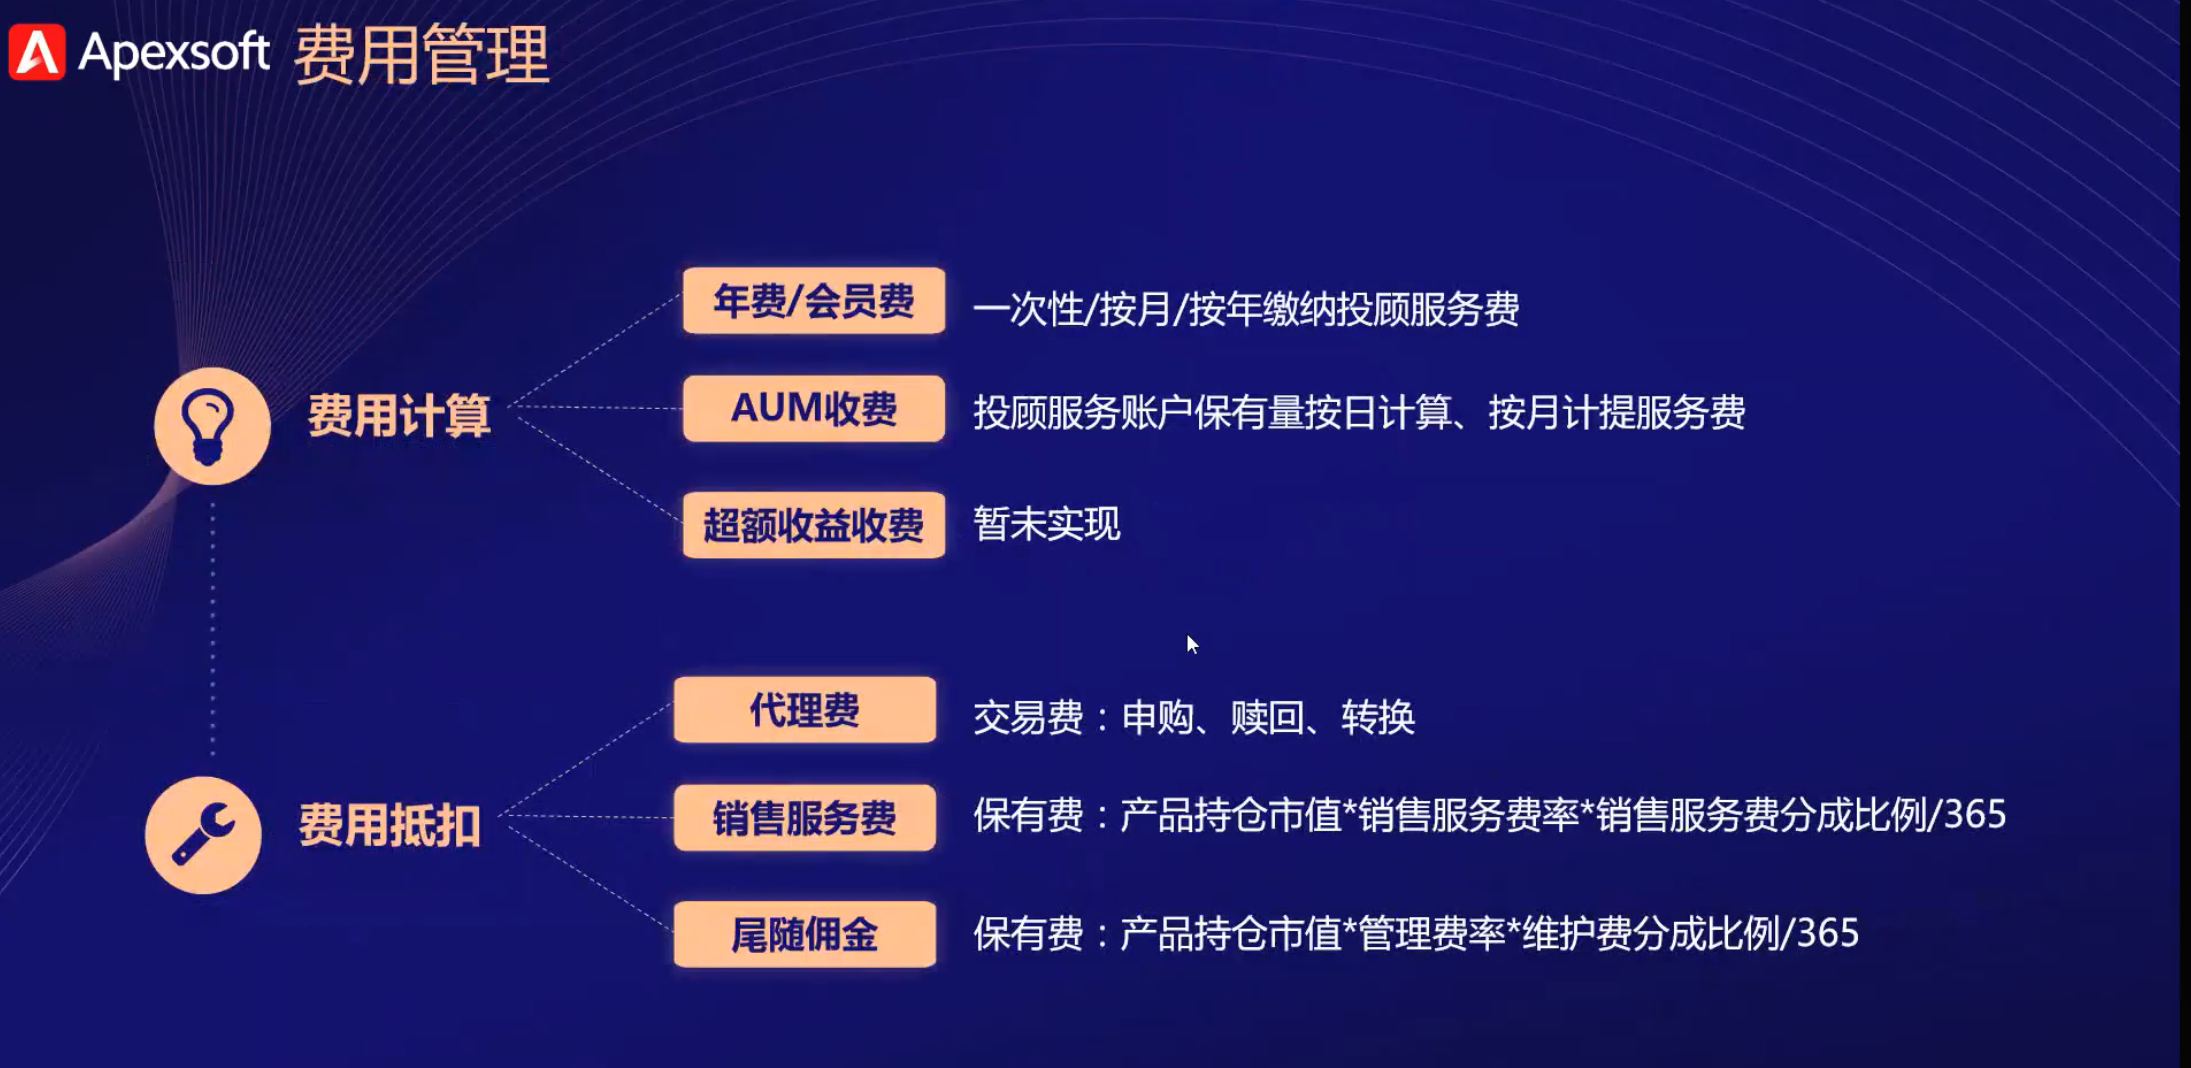 Apexsoft 费用管理
年费/会员费 一次性/按月/按年缴纳投顾服务费
费用计算 AUM收费 投顾服务账户保有量按日计算、按月计提服务费
超额收益收费 暂未实现
代理费 交易费：申购、赎回、转换
费用抵扣 销售服务费 保有费：产品持仓市值*销售服务费率*销售服务费分成比例/365
尾随佣金 保有费：产品持仓市值*管理费率*维护费分成比例/365